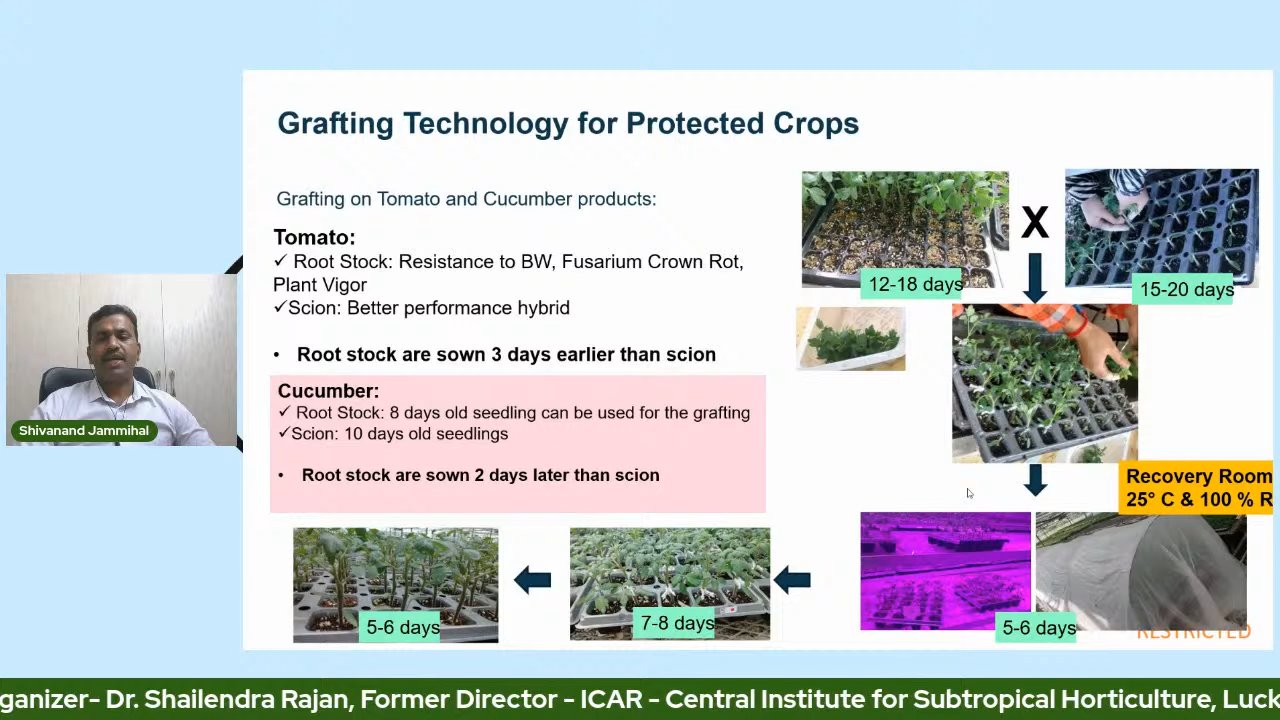 Grafting Technology for Protected Crops
Grafting on Tomato and Cucumber products:
Tomato:
✓ Root Stock: Resistance to BW, Fusarium Crown Rot,
Plant Vigor
✓Scion: Better performance hybrid
• Root stock are sown 3 days earlier than scion
Cucumber:
✓ Root Stock: 8 days old seedling can be used for the grafting
✓Scion: 10 days old seedlings
• Root stock are sown 2 days later than scion
12-18 days
X
15-20 days
Recovery Room
25° C & 100 % R
5-6 days
7-8 days
5-6 days
RESTRICTED
Shivanand Jammihal
ganizer- Dr. Shailendra Rajan, Former Director - ICAR - Central Institute for Subtropical Horticulture, Luck